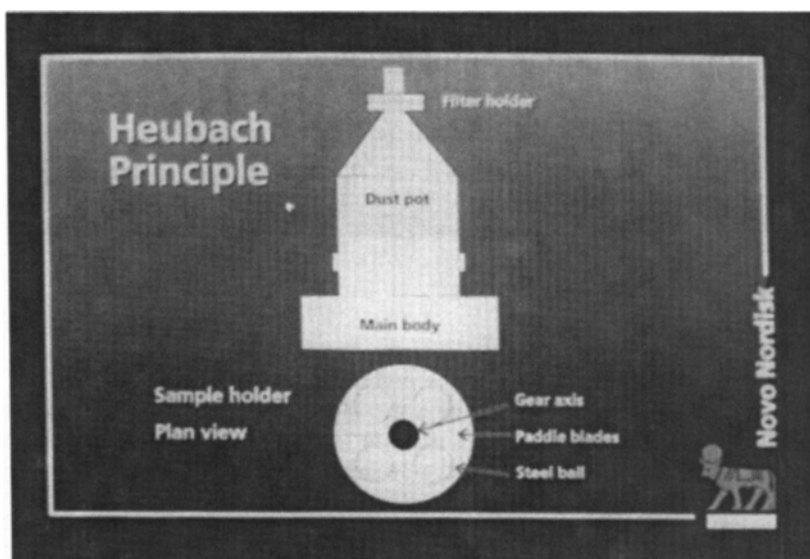 Heubach
Principle
Filter holder
Dust pot
Main body
Sample holder
Plan view
Gear axis
Paddle blades
Steel ball
Novo Nordisk